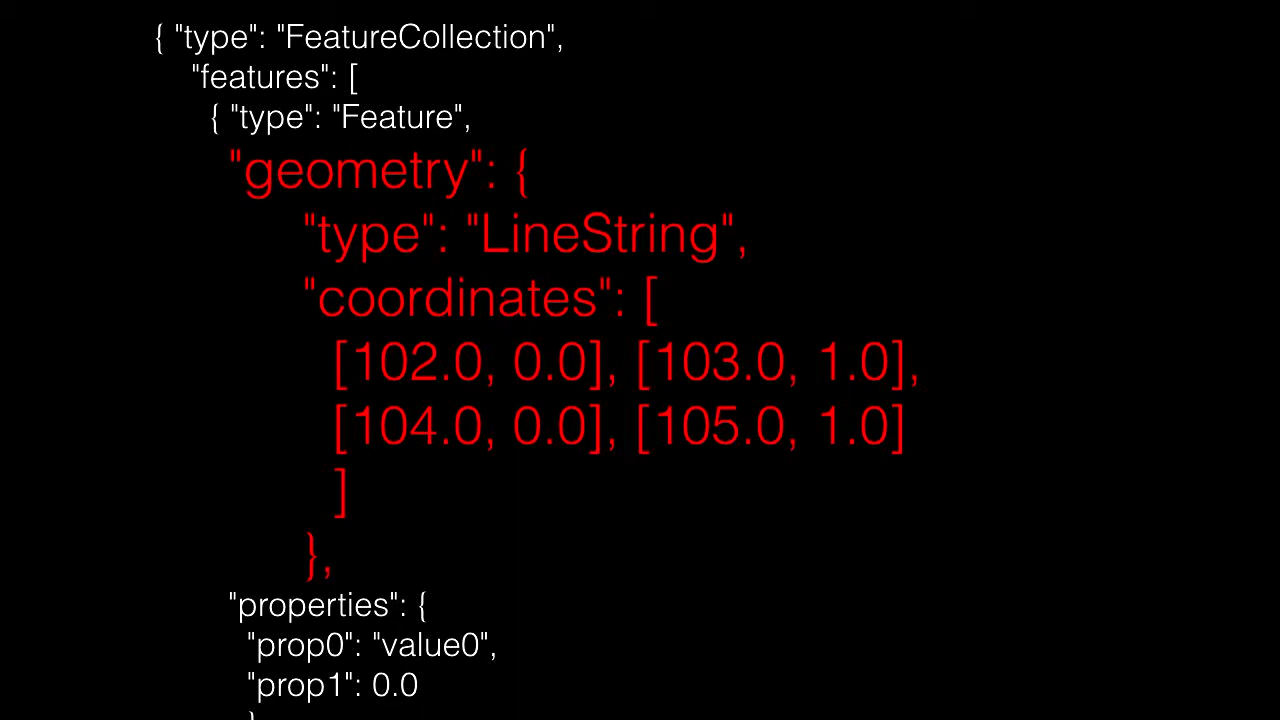 { "type": "FeatureCollection",
"features": [
{ "type": "Feature",
"geometry": {
"type": "LineString",
"coordinates": [
[102.0, 0.0], [103.0, 1.0],
[104.0, 0.0], [105.0, 1.0]
]
},
"properties": {
"prop0": "value0",
"prop1": 0.0
}